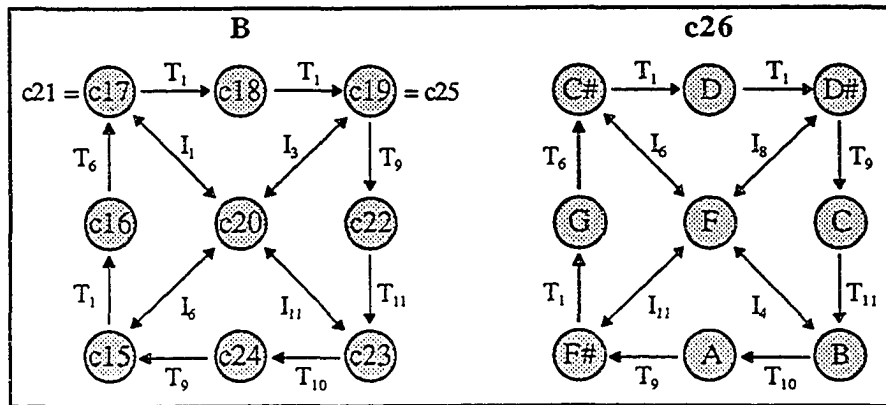 B c26
c21 = c17 T₁ c18 T₁ c19 = c25 C# T₁ D T₁ D#
T₆ I₁ I₃ T₉ T₆ I₆ I₈ T₉
c16 c20 c22 G F C
T₁ I₆ I₁₁ T₁₁ T₁ I₁₁ I₄ T₁₁
c15 T₉ c24 T₁₀ c23 F# T₉ A T₁₀ B